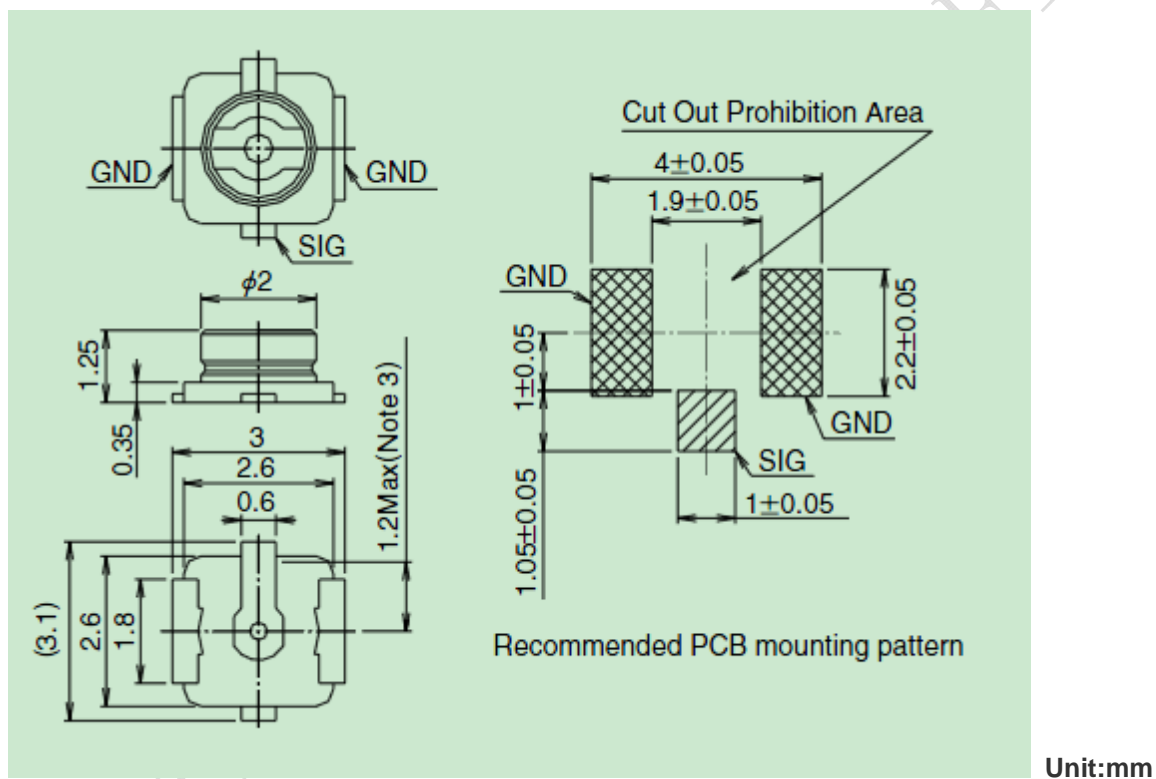 GND
GND
SIG
ϕ2
1.25
0.35
3
2.6
0.6
1.2Max(Note 3)
(3.1)
2.6
1.8
Cut Out Prohibition Area
4±0.05
1.9±0.05
GND
1±0.05
2.2±0.05
GND
SIG
1.05±0.05
1±0.05
Recommended PCB mounting pattern
Unit:mm